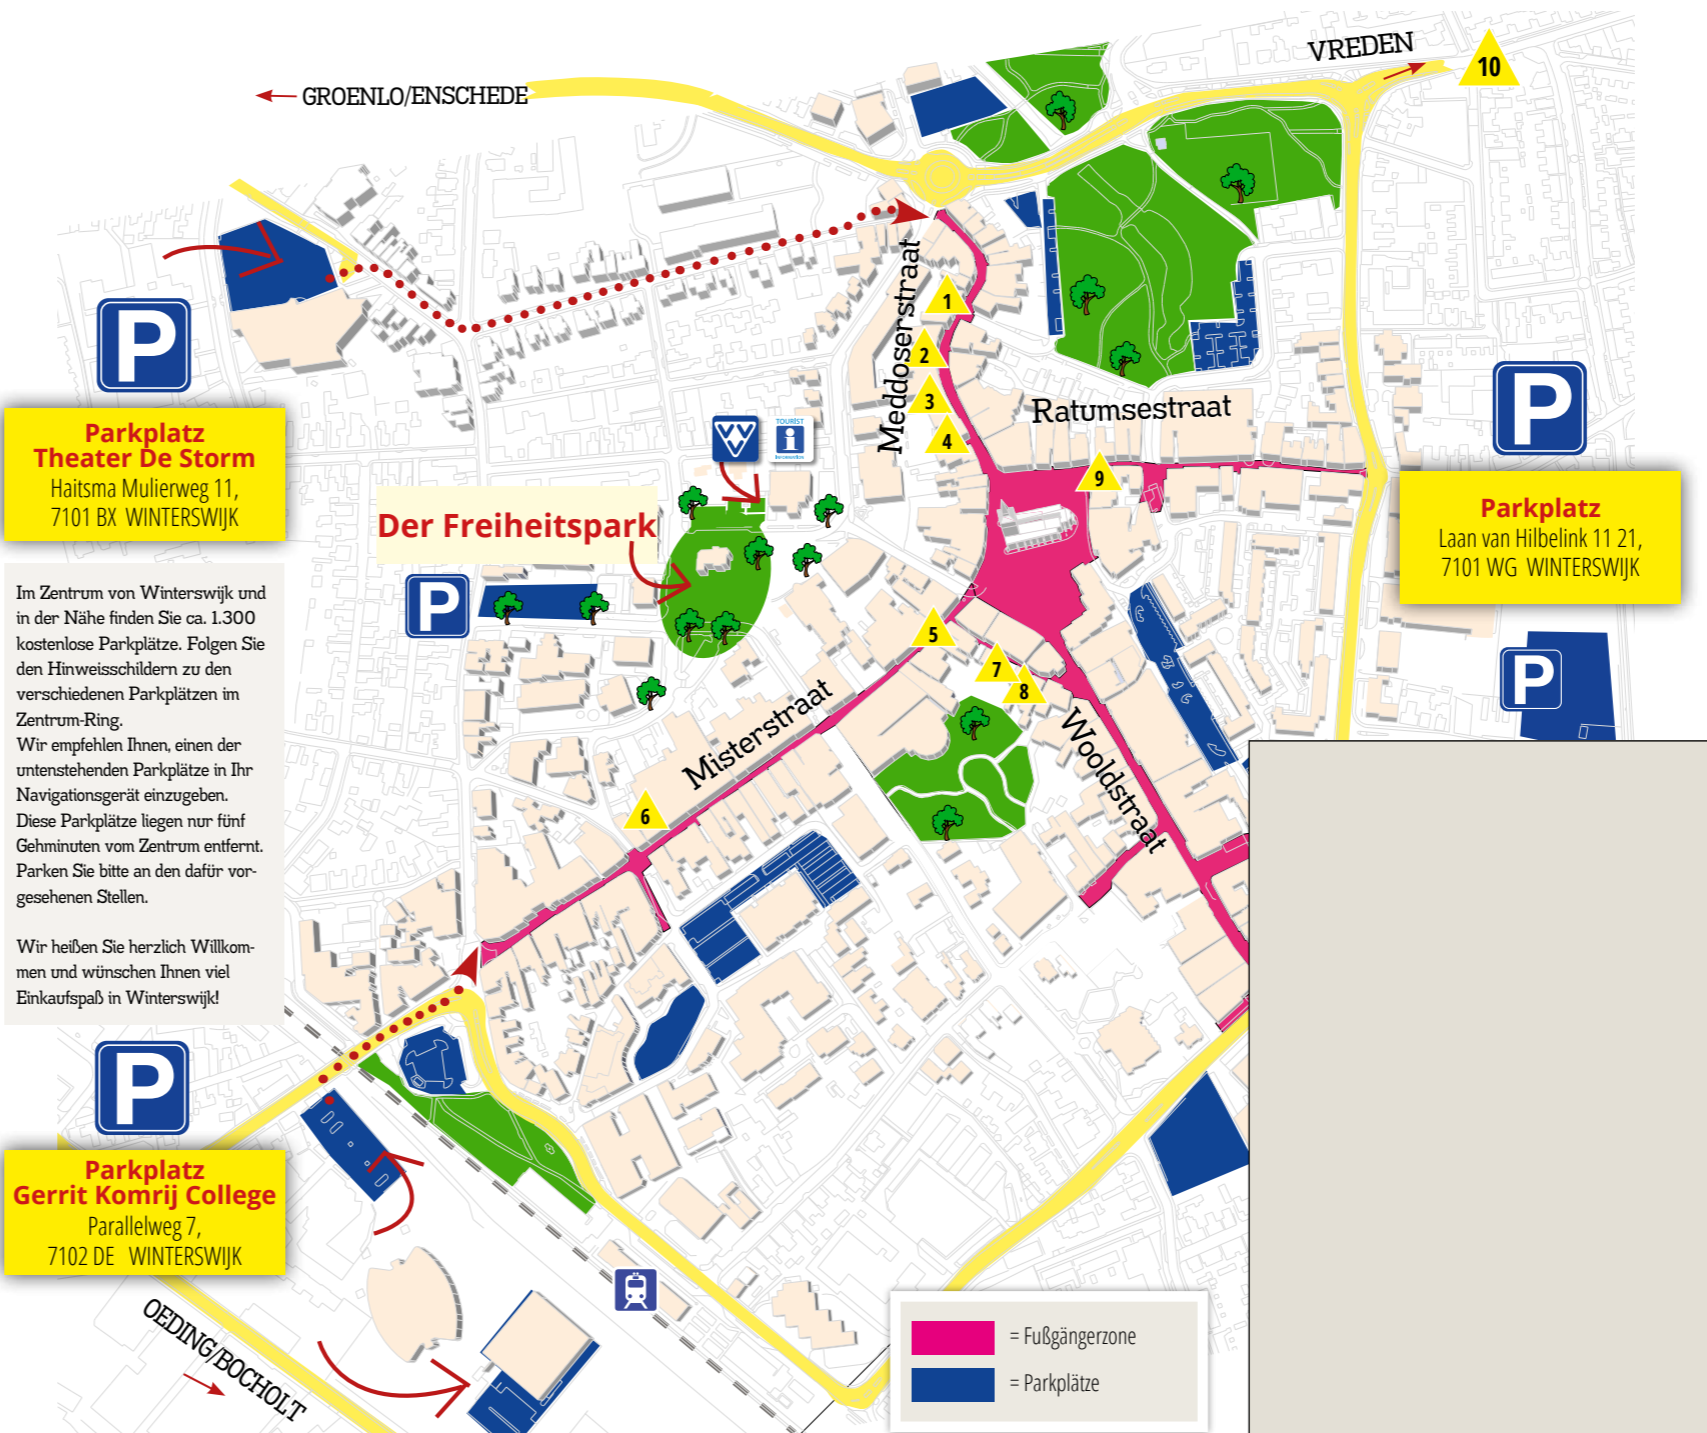 VREDEN
10
GROENLO/ENSCHEDE
P
Parkplatz
Theater De Storm
Haitsma Mulierweg 11,
7101 BX WINTERSWIJK
Im Zentrum von Winterswijk und
in der Nähe finden Sie ca. 1.300
kostenlose Parkplätze. Folgen Sie
den Hinweisschildern zu den
verschiedenen Parkplätzen im
Zentrum-Ring.
Wir empfehlen Ihnen, einen der
untenstehenden Parkplätze in Ihr
Navigationsgerät einzugeben.
Diese Parkplätze liegen nur fünf
Gehminuten vom Zentrum entfernt.
Parken Sie bitte an den dafür vor-
gesehenen Stellen.
Wir heißen Sie herzlich Willkom-
men und wünschen Ihnen viel
Einkaufspaß in Winterswijk!
P
Parkplatz
Gerrit Komrij College
Parallelweg 7,
7102 DE WINTERSWIJK
OEDING/BOCHOLT
TOURIST
i
Der Freiheitspark
P
Meddosestraat
1
2
3
4
Ratumsestraat
9
5
7
8
Misterstraat
6
Wooldstraat
P
Parkplatz
Laan van Hilbelink 11 21,
7101 WG WINTERSWIJK
P
= Fußgängerzone
= Parkplätze